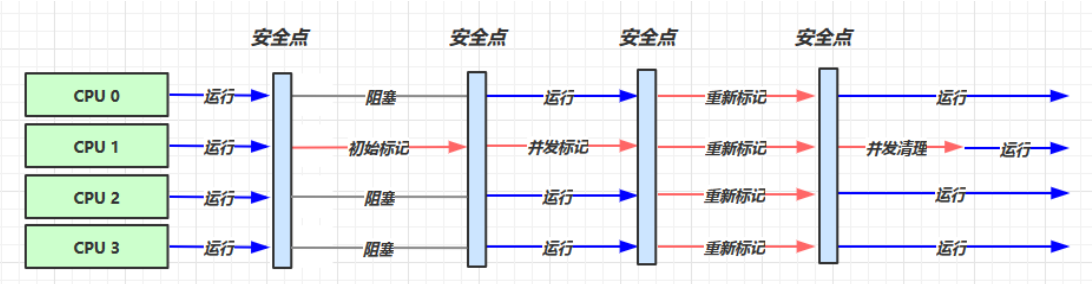 安全点 安全点 安全点 安全点
CPU 0 运行 阻塞 运行 重新标记 运行
CPU 1 运行 初始标记 并发标记 重新标记 并发清理 运行
CPU 2 运行 阻塞 运行 重新标记 运行
CPU 3 运行 阻塞 运行 重新标记 运行